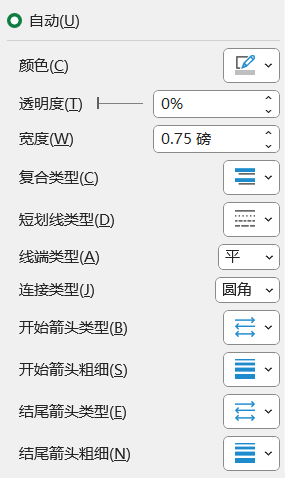 自动(U)
颜色(C)
透明度(T) 0%
宽度(W) 0.75 磅
复合类型(C)
短划线类型(D)
线端类型(A) 平
连接类型(J) 圆角
开始箭头类型(B)
开始箭头粗细(S)
结尾箭头类型(E)
结尾箭头粗细(N)